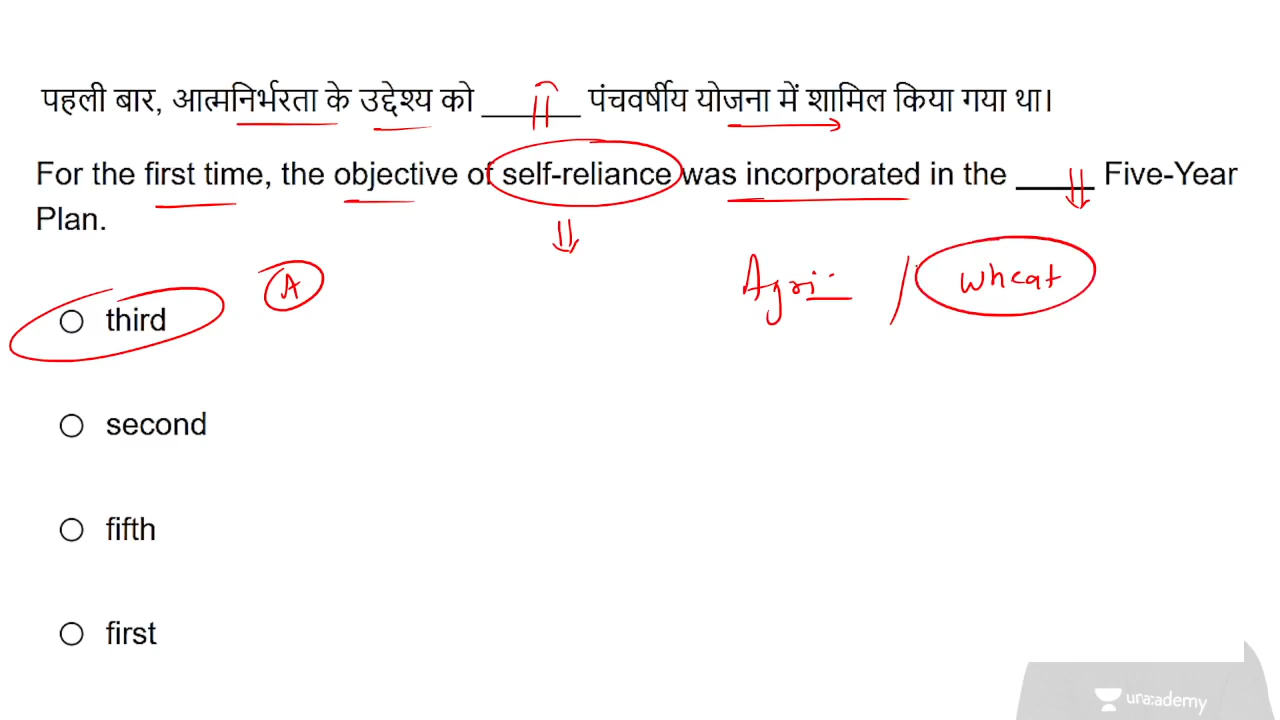 पहली बार, आत्मनिर्भरता के उद्देश्य को ______ पंचवर्षीय योजना में शामिल किया गया था।
For the first time, the objective of self-reliance was incorporated in the _____ Five-Year
Plan.
Agri / wheat
A
third
second
fifth
first
unacademy